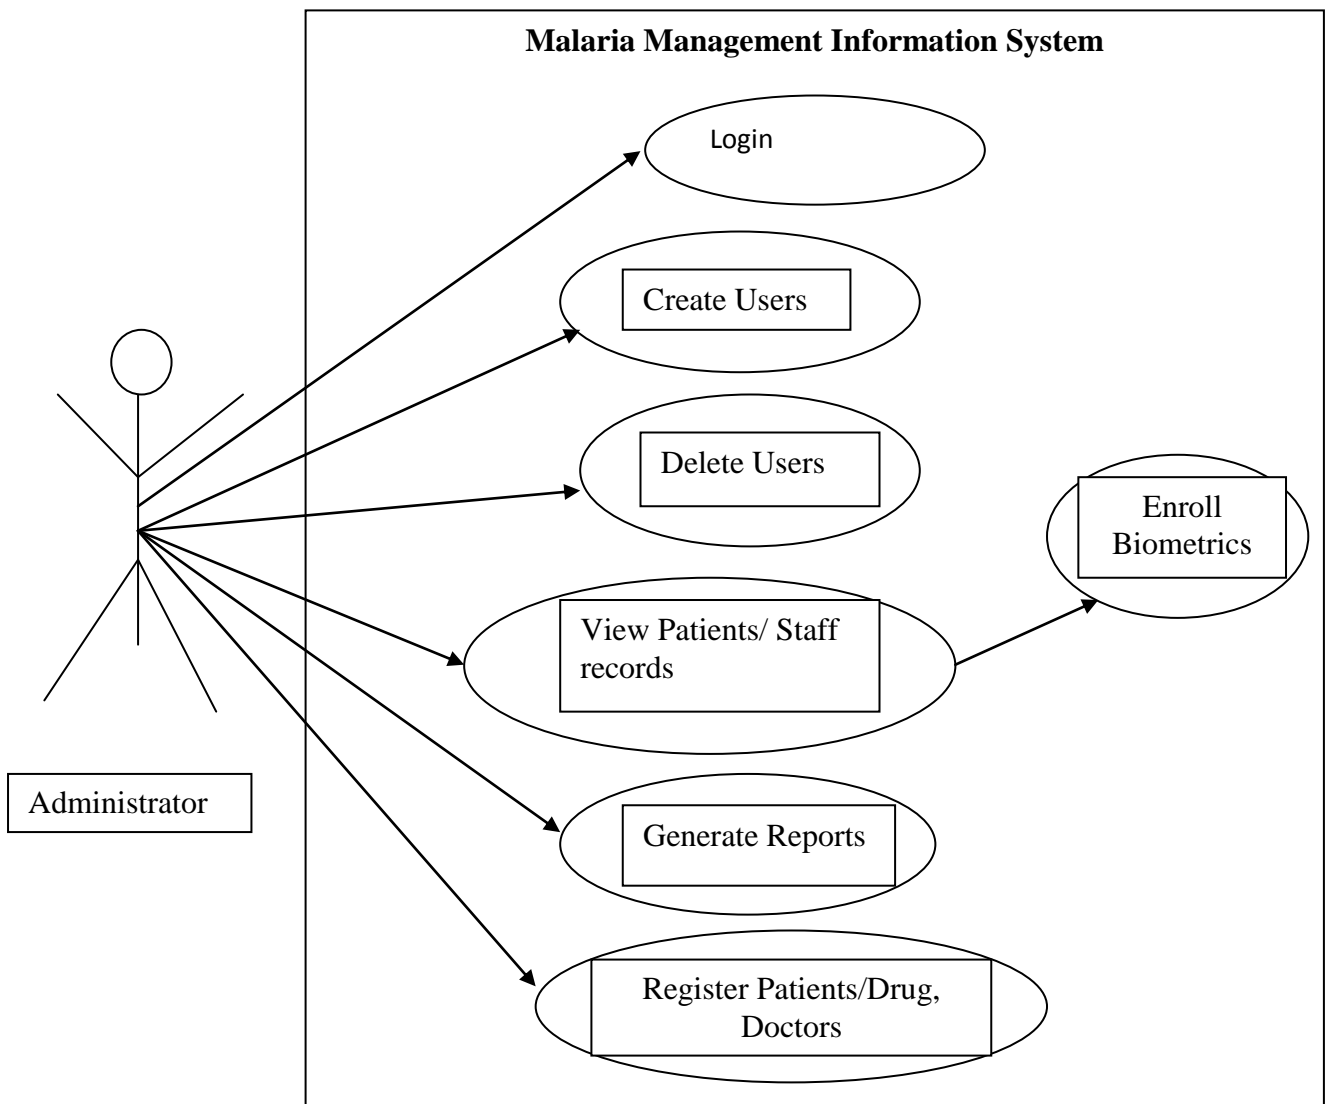 Malaria Management Information System
Login
Create Users
Delete Users
Enroll
Biometrics
View Patients/ Staff
records
Administrator
Generate Reports
Register Patients/Drug,
Doctors